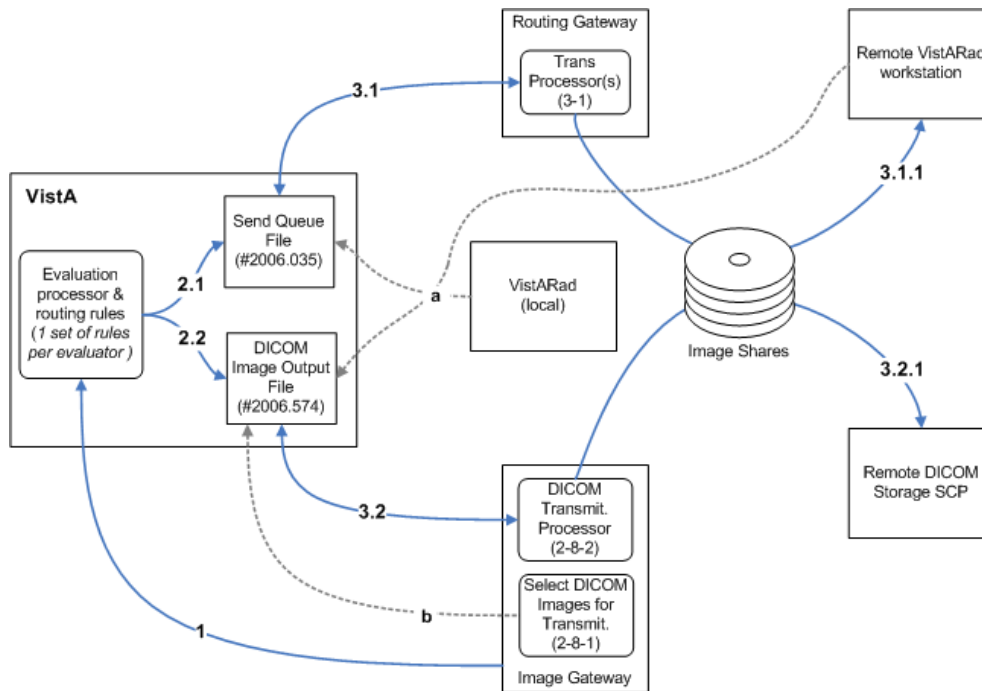 Routing Gateway
Trans
Processor(s)
(3-1)
Remote VistARad
workstation
3.1
3.1.1
VistA
Send Queue
File
(#2006.035)
Evaluation
processor &
routing rules
(1 set of rules
per evaluator )
2.1
2.2
a
VistARad
(local)
Image Shares
DICOM
Image Output
File
(#2006.574)
3.2.1
Remote DICOM
Storage SCP
3.2
DICOM
Transmit.
Processor
(2-8-2)
Select DICOM
Images for
Transmit.
(2-8-1)
b
1
Image Gateway